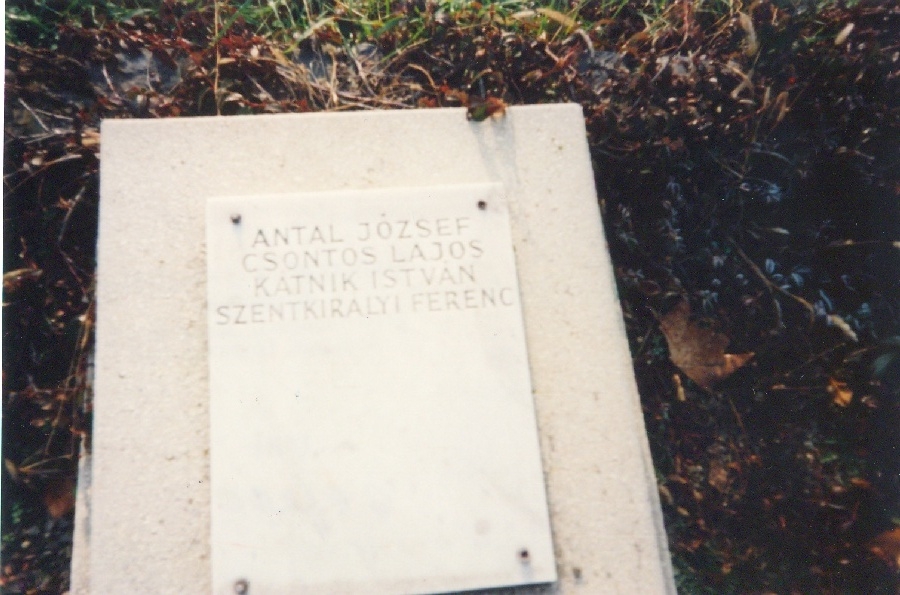 ANTAL JÓZSEF
CSONTOS LAJOS
KATNIK ISTVÁN
SZENTKIRÁLYI FERENC